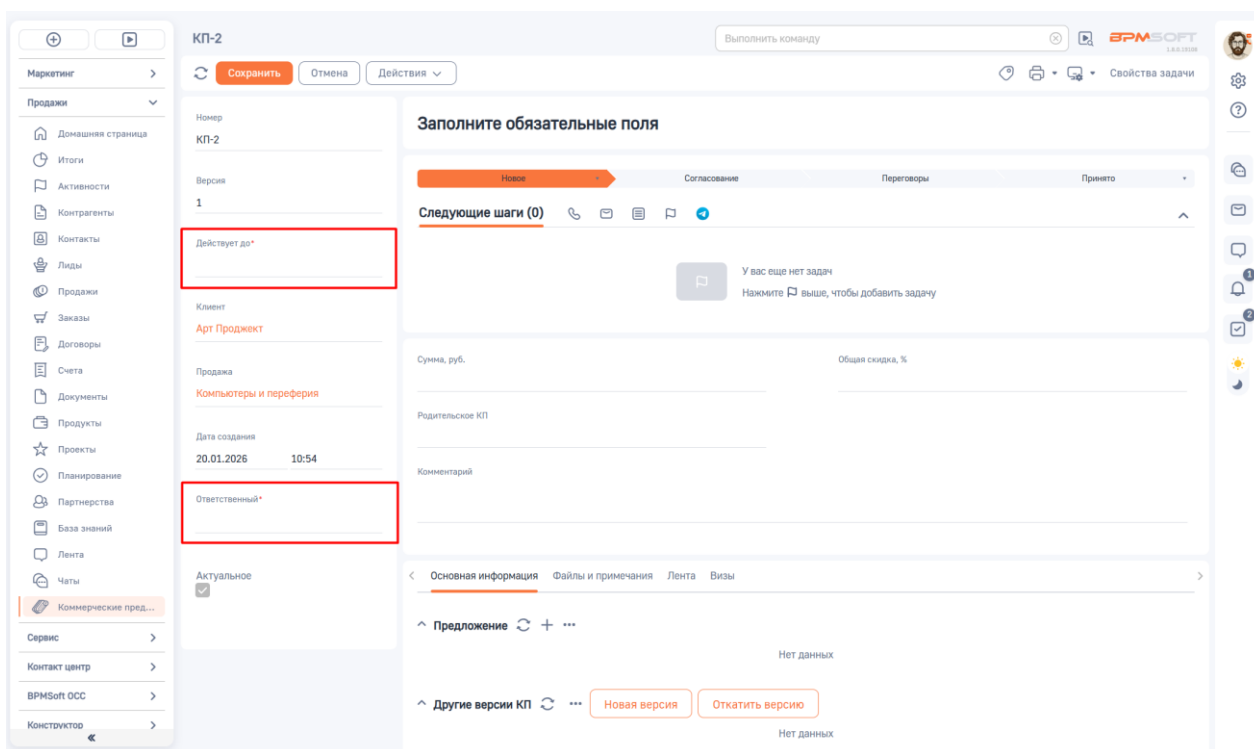 КП-2
Выполнить команду
BPMSOFT
Маркетинг
Продажи
Домашняя страница
Итоги
Активности
Контрагенты
Контакты
Лиды
Продажи
Заказы
Договоры
Счета
Документы
Продукты
Проекты
Планирование
Партнерства
База знаний
Лента
Чаты
Коммерческие пред...
Сервис
Контакт центр
BPMSoft OCC
Конструктор
Сохранить
Отмена
Действия
Свойства задачи
Номер
КП-2
Версия
1
Действует до*
Клиент
Арт Проджект
Продажа
Компьютеры и переферия
Дата создания
20.01.2026 10:54
Ответственный*
Актуальное
Заполните обязательные поля
Новое
Согласование
Переговоры
Принято
Следующие шаги (0)
У вас еще нет задач
Нажмите выше, чтобы добавить задачу
Сумма, руб.
Общая скидка, %
Родительское КП
Комментарий
Основная информация
Файлы и примечания
Лента
Визы
Предложение
Нет данных
Другие версии КП
Новая версия
Откатить версию
Нет данных
1
2